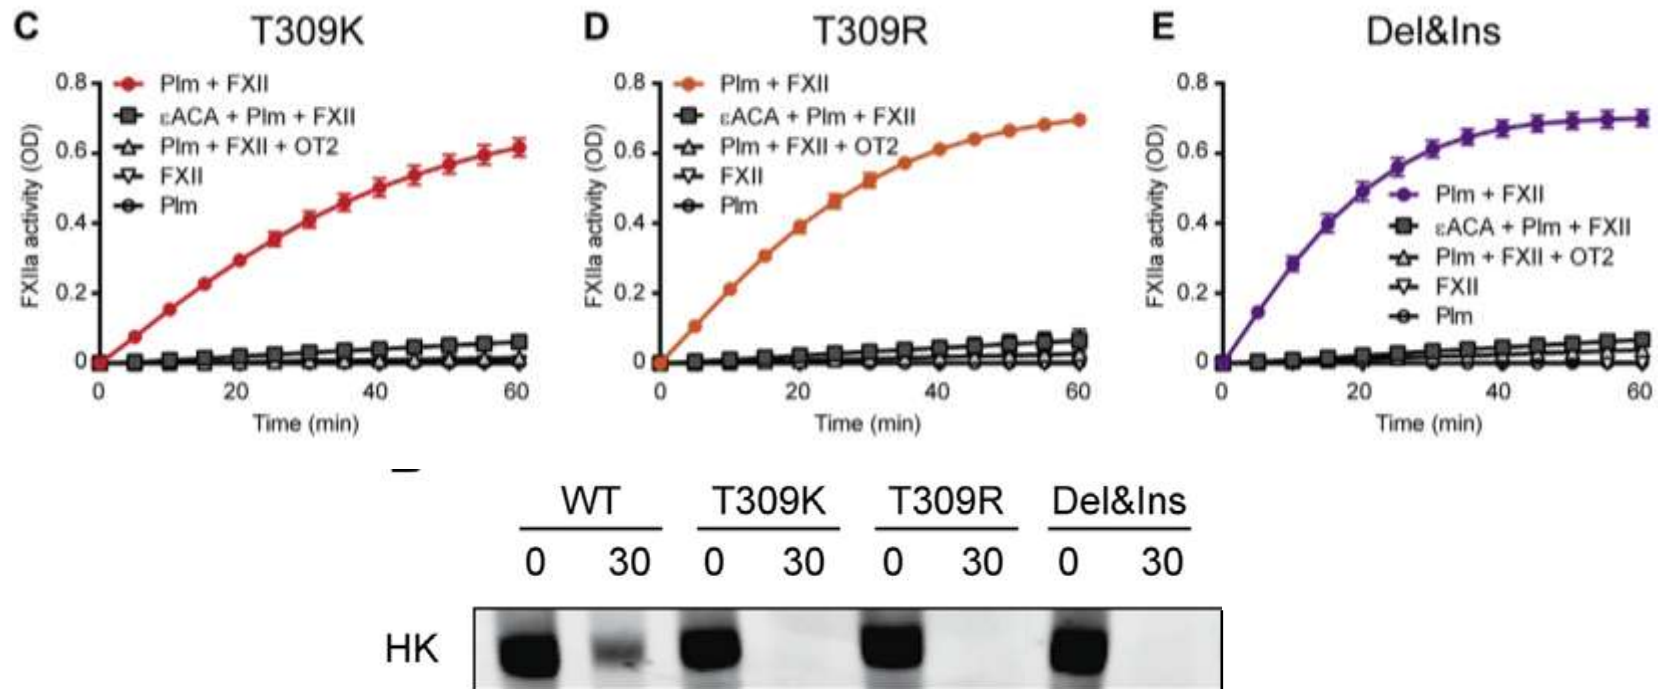 C T309K
0.8
0.6
0.4
0.2
0
FXIIa activity (OD)
Plm + FXII
εACA + Plm + FXII
Plm + FXII + OT2
FXII
Plm
0 20 40 60
Time (min)
D T309R
0.8
0.6
0.4
0.2
0
FXIIa activity (OD)
Plm + FXII
εACA + Plm + FXII
Plm + FXII + OT2
FXII
Plm
0 20 40 60
Time (min)
E Del&Ins
0.8
0.6
0.4
0.2
0
FXIIa activity (OD)
Plm + FXII
εACA + Plm + FXII
Plm + FXII + OT2
FXII
Plm
0 20 40 60
Time (min)
WT T309K T309R Del&Ins
0 30 0 30 0 30 0 30
HK